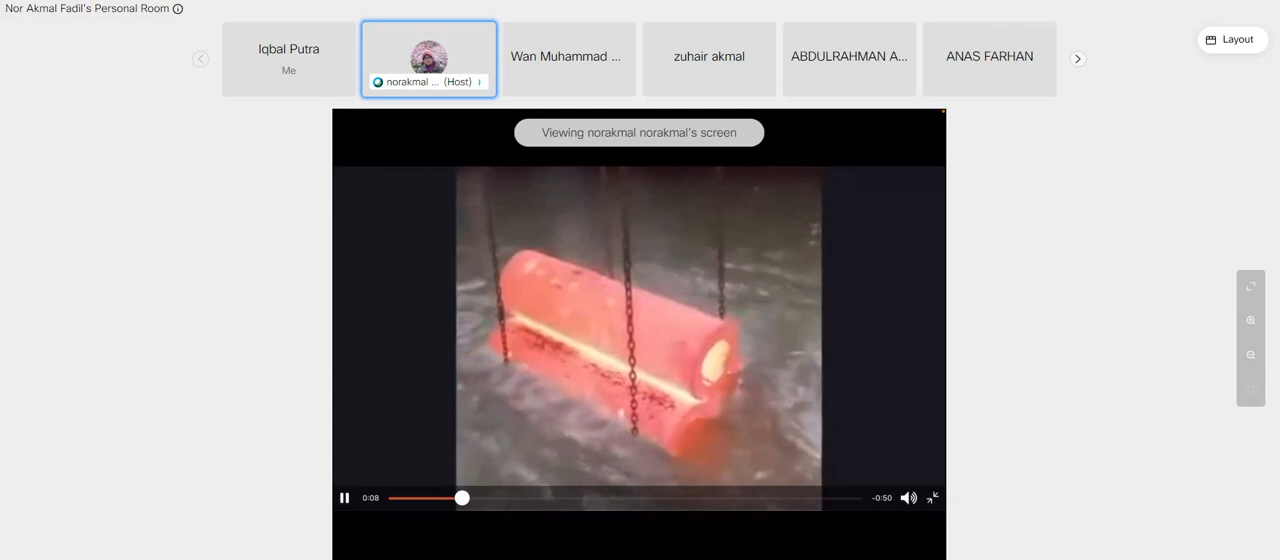 Nor Akmal Fadil's Personal Room
Layout
Iqbal Putra
Me
norakmal ... (Host)
Wan Muhammad ...
zuhair akmal
ABDULRAHMAN A...
ANAS FARHAN
Viewing norakmal norakmal's screen
0:08
-0:50